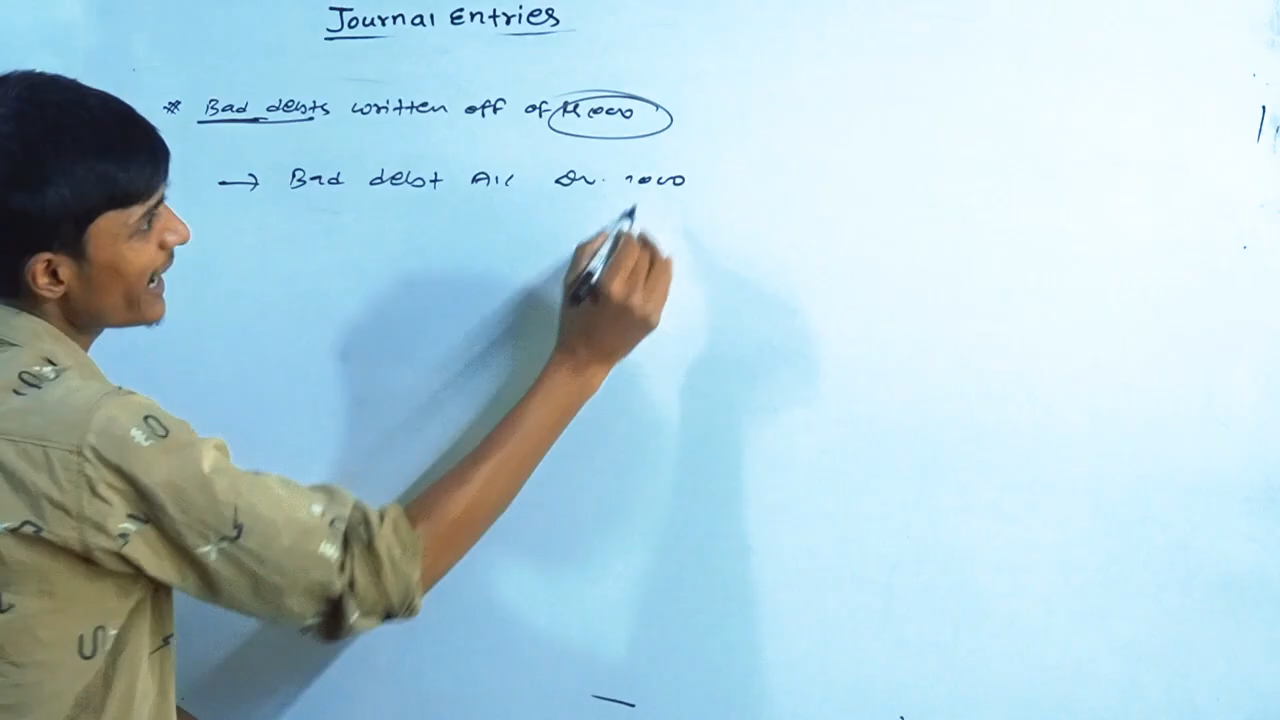 Journal Entries
* Bad debts written off of ₹1000
→ Bad debt A/c Dr. 1000